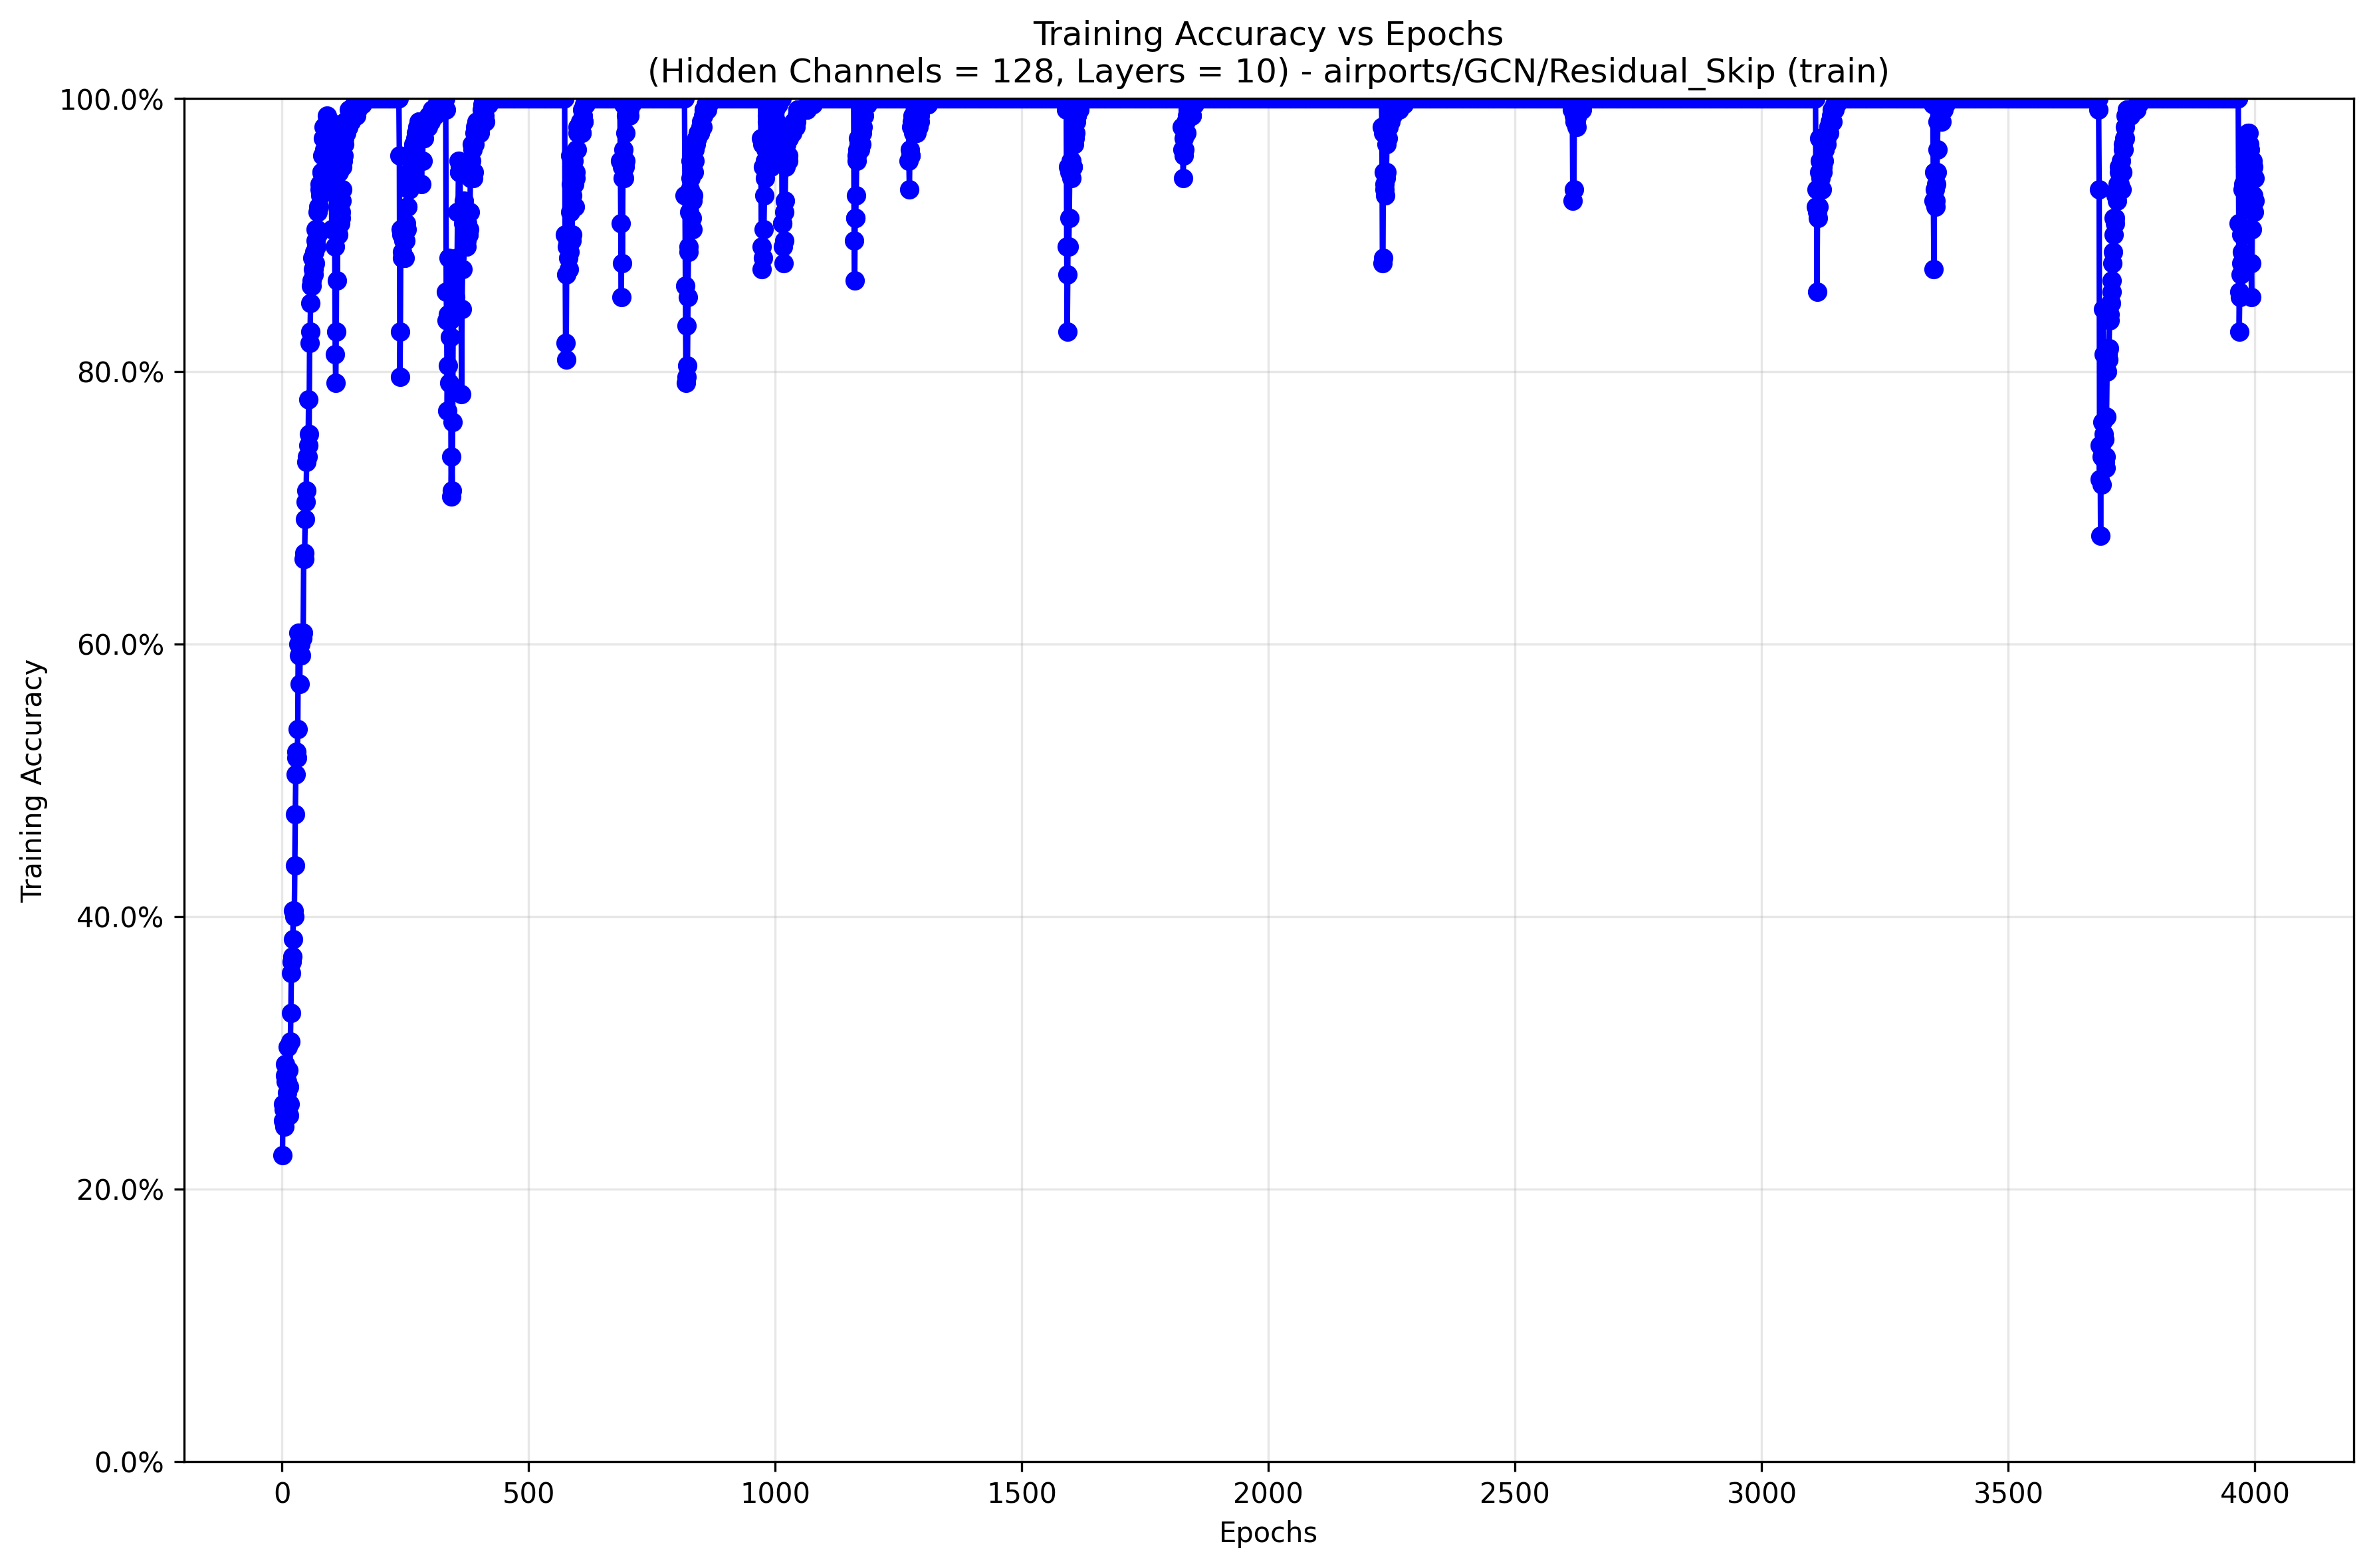 Training Accuracy vs Epochs
(Hidden Channels = 128, Layers = 10) - airports/GCN/Residual_Skip (train)
Training Accuracy
100.0%
80.0%
60.0%
40.0%
20.0%
0.0%
0 500 1000 1500 2000 2500 3000 3500 4000
Epochs